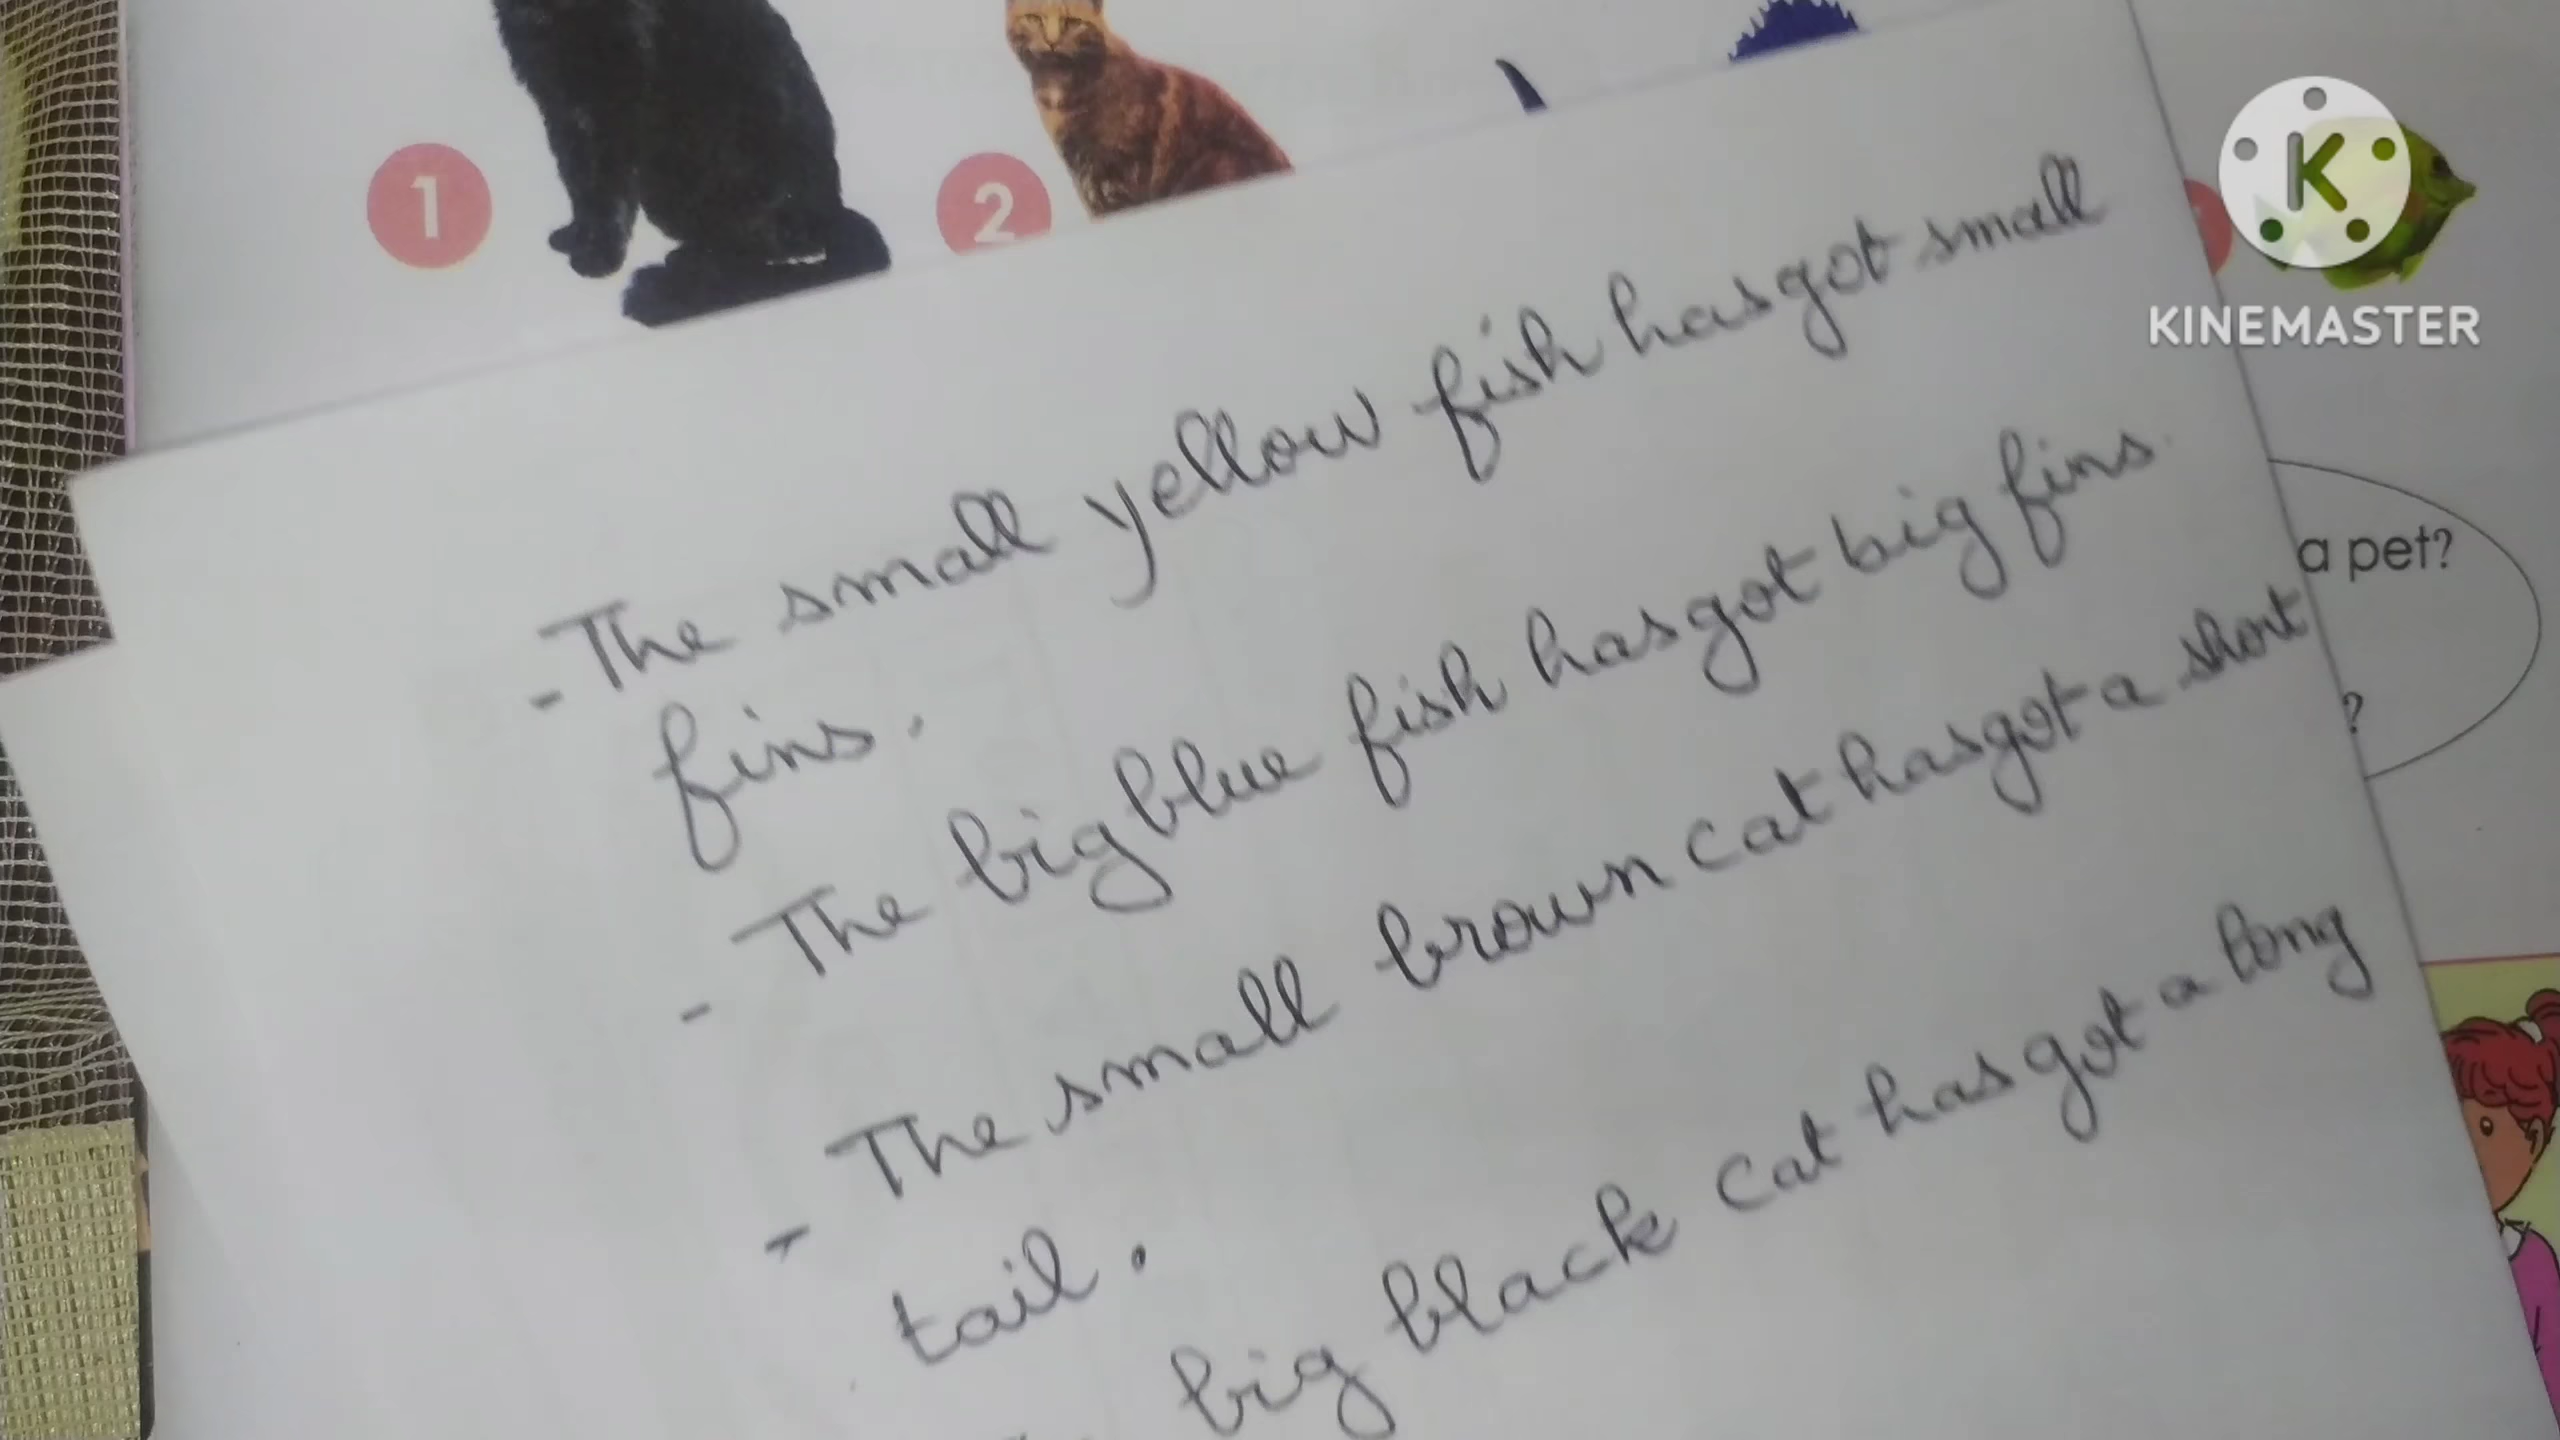 1
2
K
KINEMASTER
- The small yellow fish has got small
fins.
- The big blue fish has got big fins.
- The small brown cat has got a short
tail.
big black cat has got a long
a pet?
?